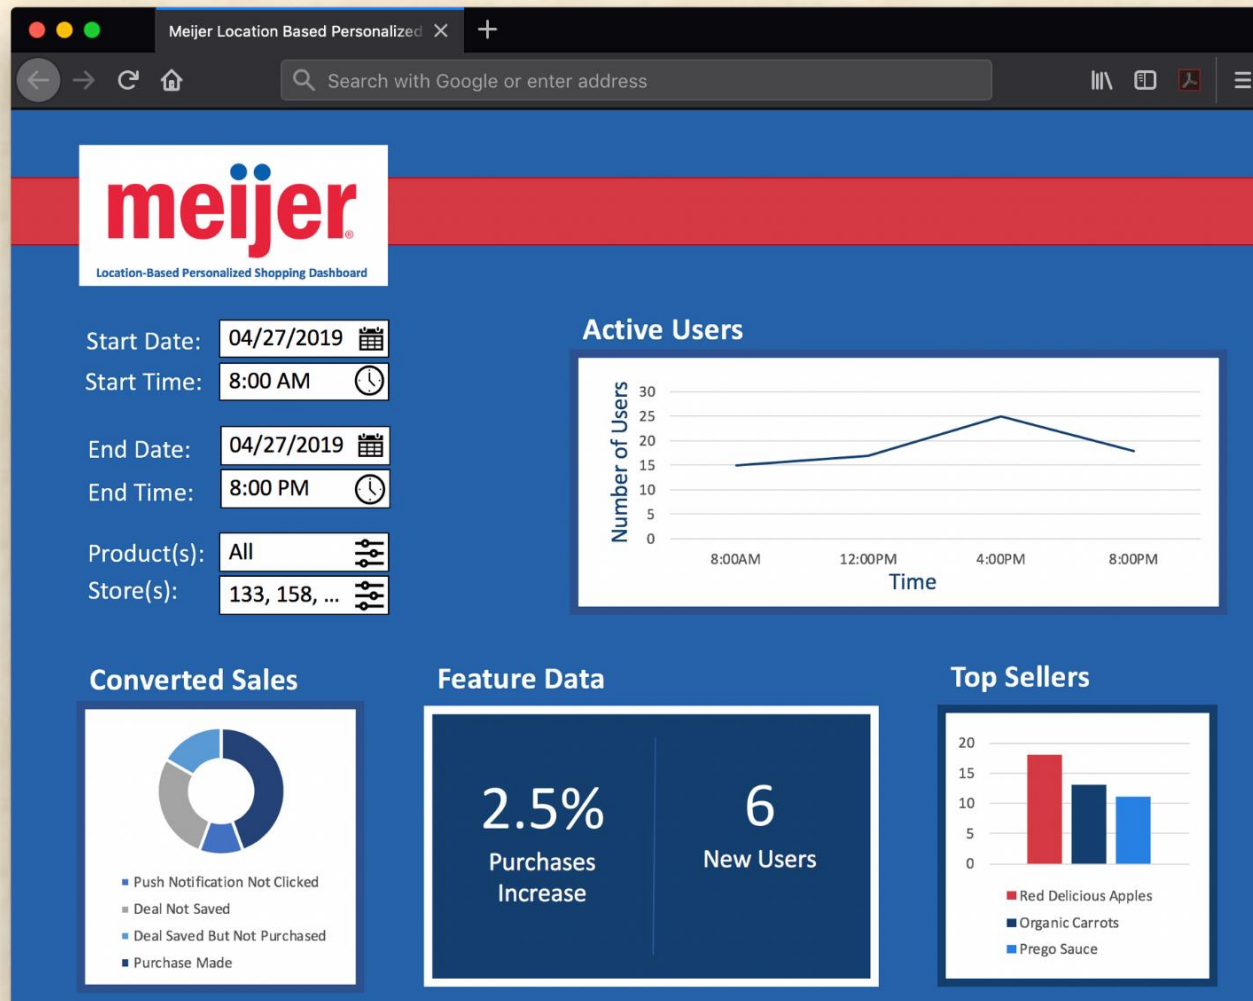 Meijer Location Based Personalized
Search with Google or enter address
meijer®
Location-Based Personalized Shopping Dashboard
Start Date: 04/27/2019
Start Time: 8:00 AM
End Date: 04/27/2019
End Time: 8:00 PM
Product(s): All
Store(s): 133, 158, ...
Active Users
Number of Users
30
25
20
15
10
5
0
8:00AM 12:00PM 4:00PM 8:00PM
Time
Converted Sales
Push Notification Not Clicked
Deal Not Saved
Deal Saved But Not Purchased
Purchase Made
Feature Data
2.5%
Purchases
Increase
6
New Users
Top Sellers
20
15
10
5
0
Red Delicious Apples
Organic Carrots
Prego Sauce